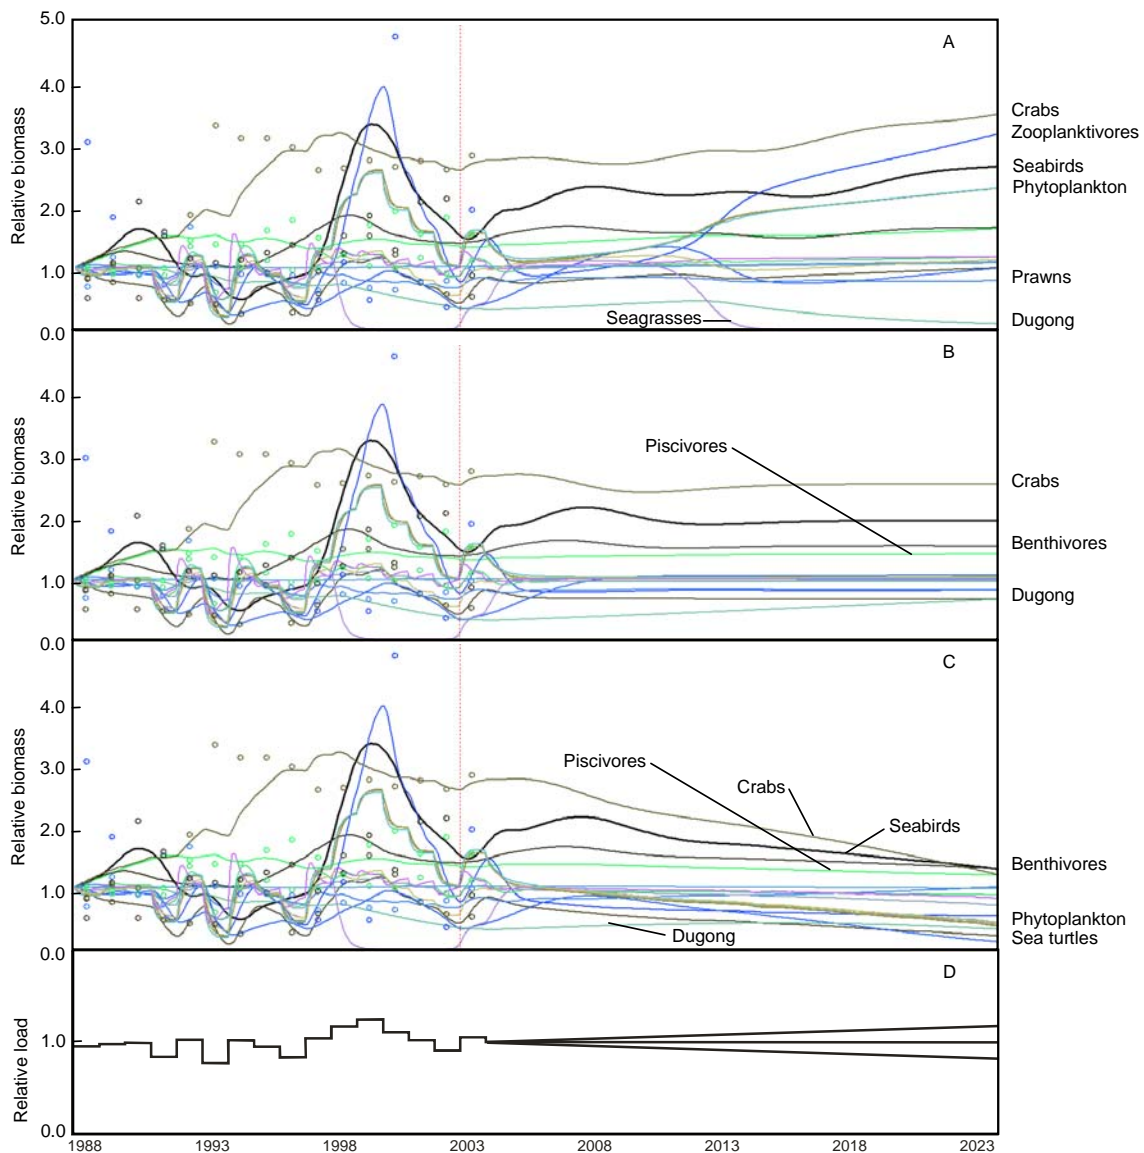 5.0
A
4.0
Crabs
Zooplanktivores
3.0
Seabirds
Phytoplankton
Relative biomass
2.0
1.0
Prawns
Seagrasses
Dugong
0.0
B
4.0
Piscivores
3.0
Crabs
Relative biomass
2.0
Benthivores
1.0
Dugong
0.0
C
4.0
Piscivores
3.0
Crabs
Relative biomass
2.0
Seabirds
Benthivores
1.0
Phytoplankton
Dugong
Sea turtles
0.0
D
Relative load
1.0
0.0
1988 1993 1998 2003 2008 2013 2018 2023